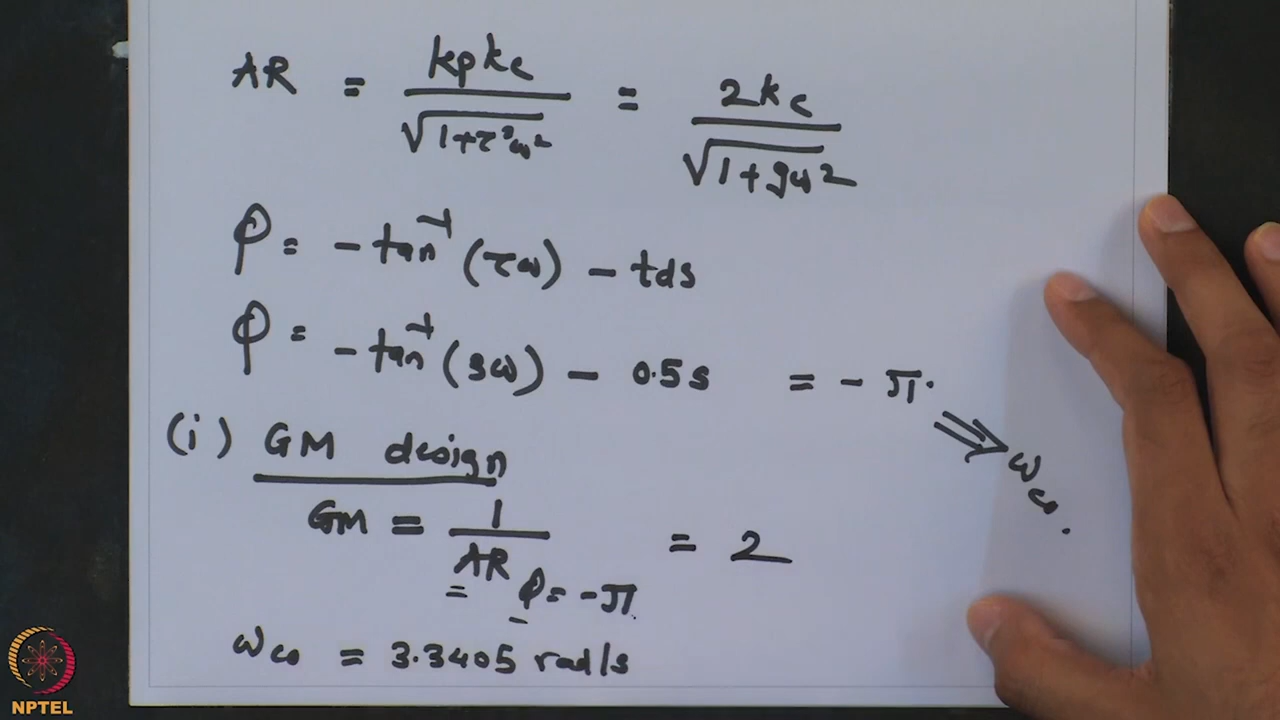 AR = kpkc / √1+τ²ω² = 2kc / √1+9ω²
φ = - tan⁻¹ (τω) - tds
φ = - tan⁻¹ (3ω) - 0.5s = - π. ⇒ ωco.
(i) GM design
GM = 1 / AR φ = -π = 2
ωco = 3.3405 rad/s
NPTEL